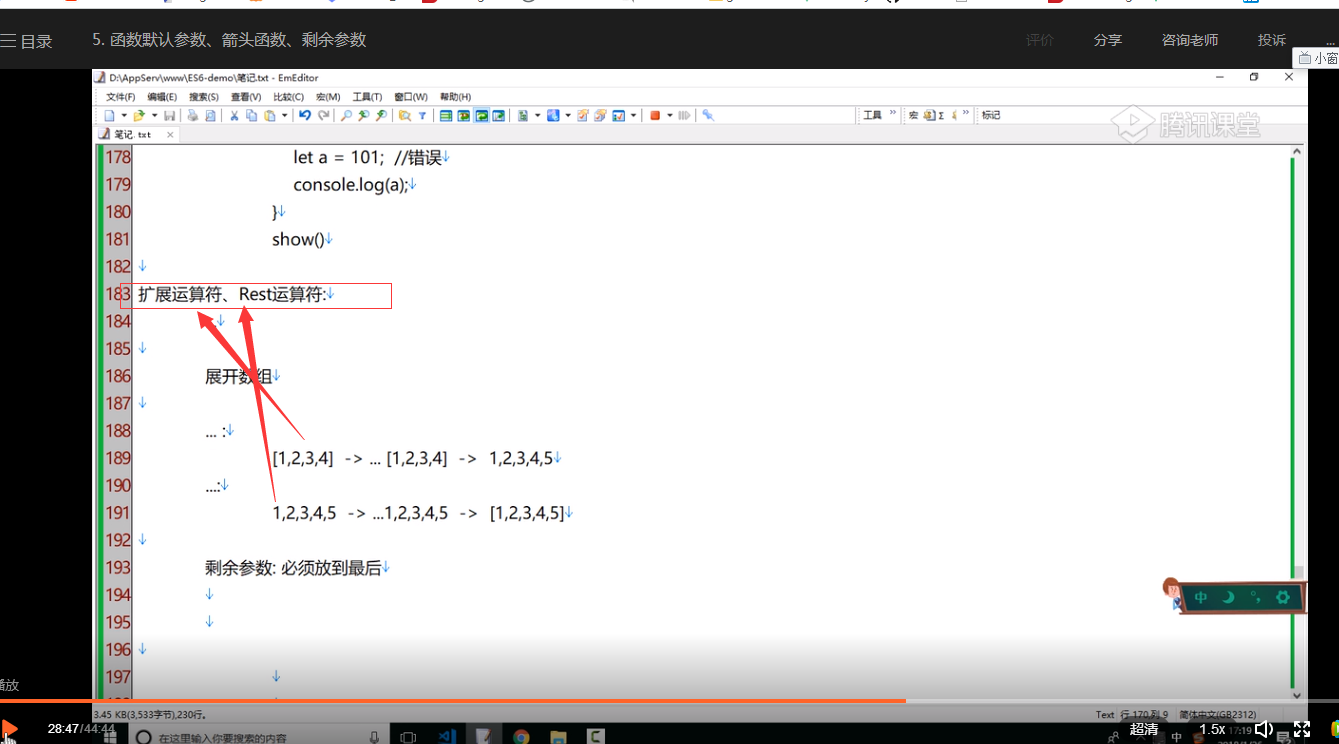 目录
5. 函数默认参数、箭头函数、剩余参数
评价
分享
咨询老师
投诉
...
小窗
D:\AppServ\www\ES6-demo\笔记.txt - EmEditor
文件(F) 编辑(E) 搜索(S) 查看(V) 比较(C) 宏(M) 工具(T) 窗口(W) 帮助(H)
工具 » 宏 Σ » 标记
腾讯课堂
笔记.txt ×
178 let a = 101; //错误↓
179 console.log(a);↓
180 }↓
181 show()↓
182 ↓
183 扩展运算符、Rest运算符:↓
184 ↓
185 ↓
186 展开数组↓
187 ↓
188 ... :↓
189 [1,2,3,4] -> ... [1,2,3,4] -> 1,2,3,4,5↓
190 ...:↓
191 1,2,3,4,5 -> ...1,2,3,4,5 -> [1,2,3,4,5]↓
192 ↓
193 剩余参数: 必须放到最后↓
194 ↓
195 ↓
196 ↓
197 ↓
中 °,
播放
3.45 KB(3,533字节),230行。
Text 行 170,列 9 简体中文(GB2312)
28:47/44:44
超清
1.5x
在这里输入你要搜索的内容
中
17:19